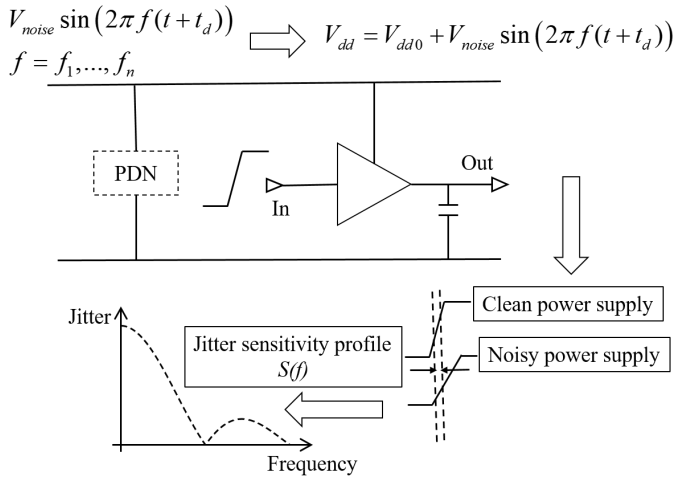 V_noise sin(2πf(t + t_d))
V_dd = V_dd0 + V_noise sin(2πf(t + t_d))
f = f_1,..., f_n
PDN
In
Out
Clean power supply
Noisy power supply
Jitter
Jitter sensitivity profile
S(f)
Frequency